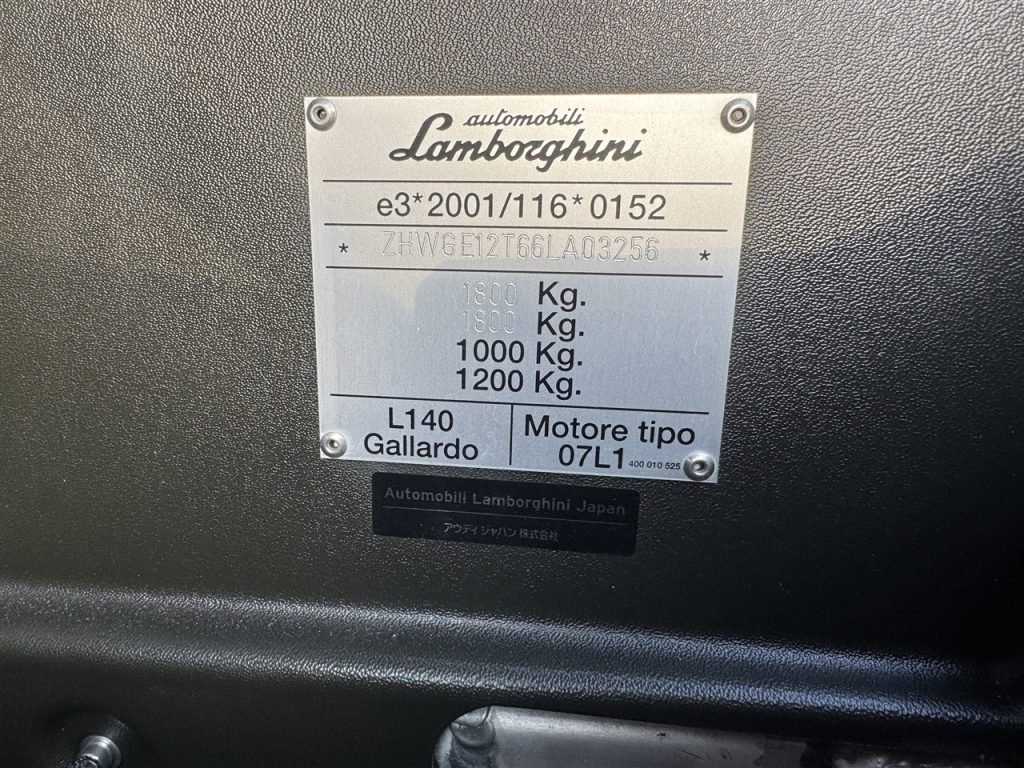 automobili
Lamborghini
e3*2001/116*0152
* ZHWGE12T66LA03256 *
1800 Kg.
1800 Kg.
1000 Kg.
1200 Kg.
L140
Gallardo
Motore tipo
07L1 400 010 525
Automobili Lamborghini Japan
アウディ ジャパン 株式会社